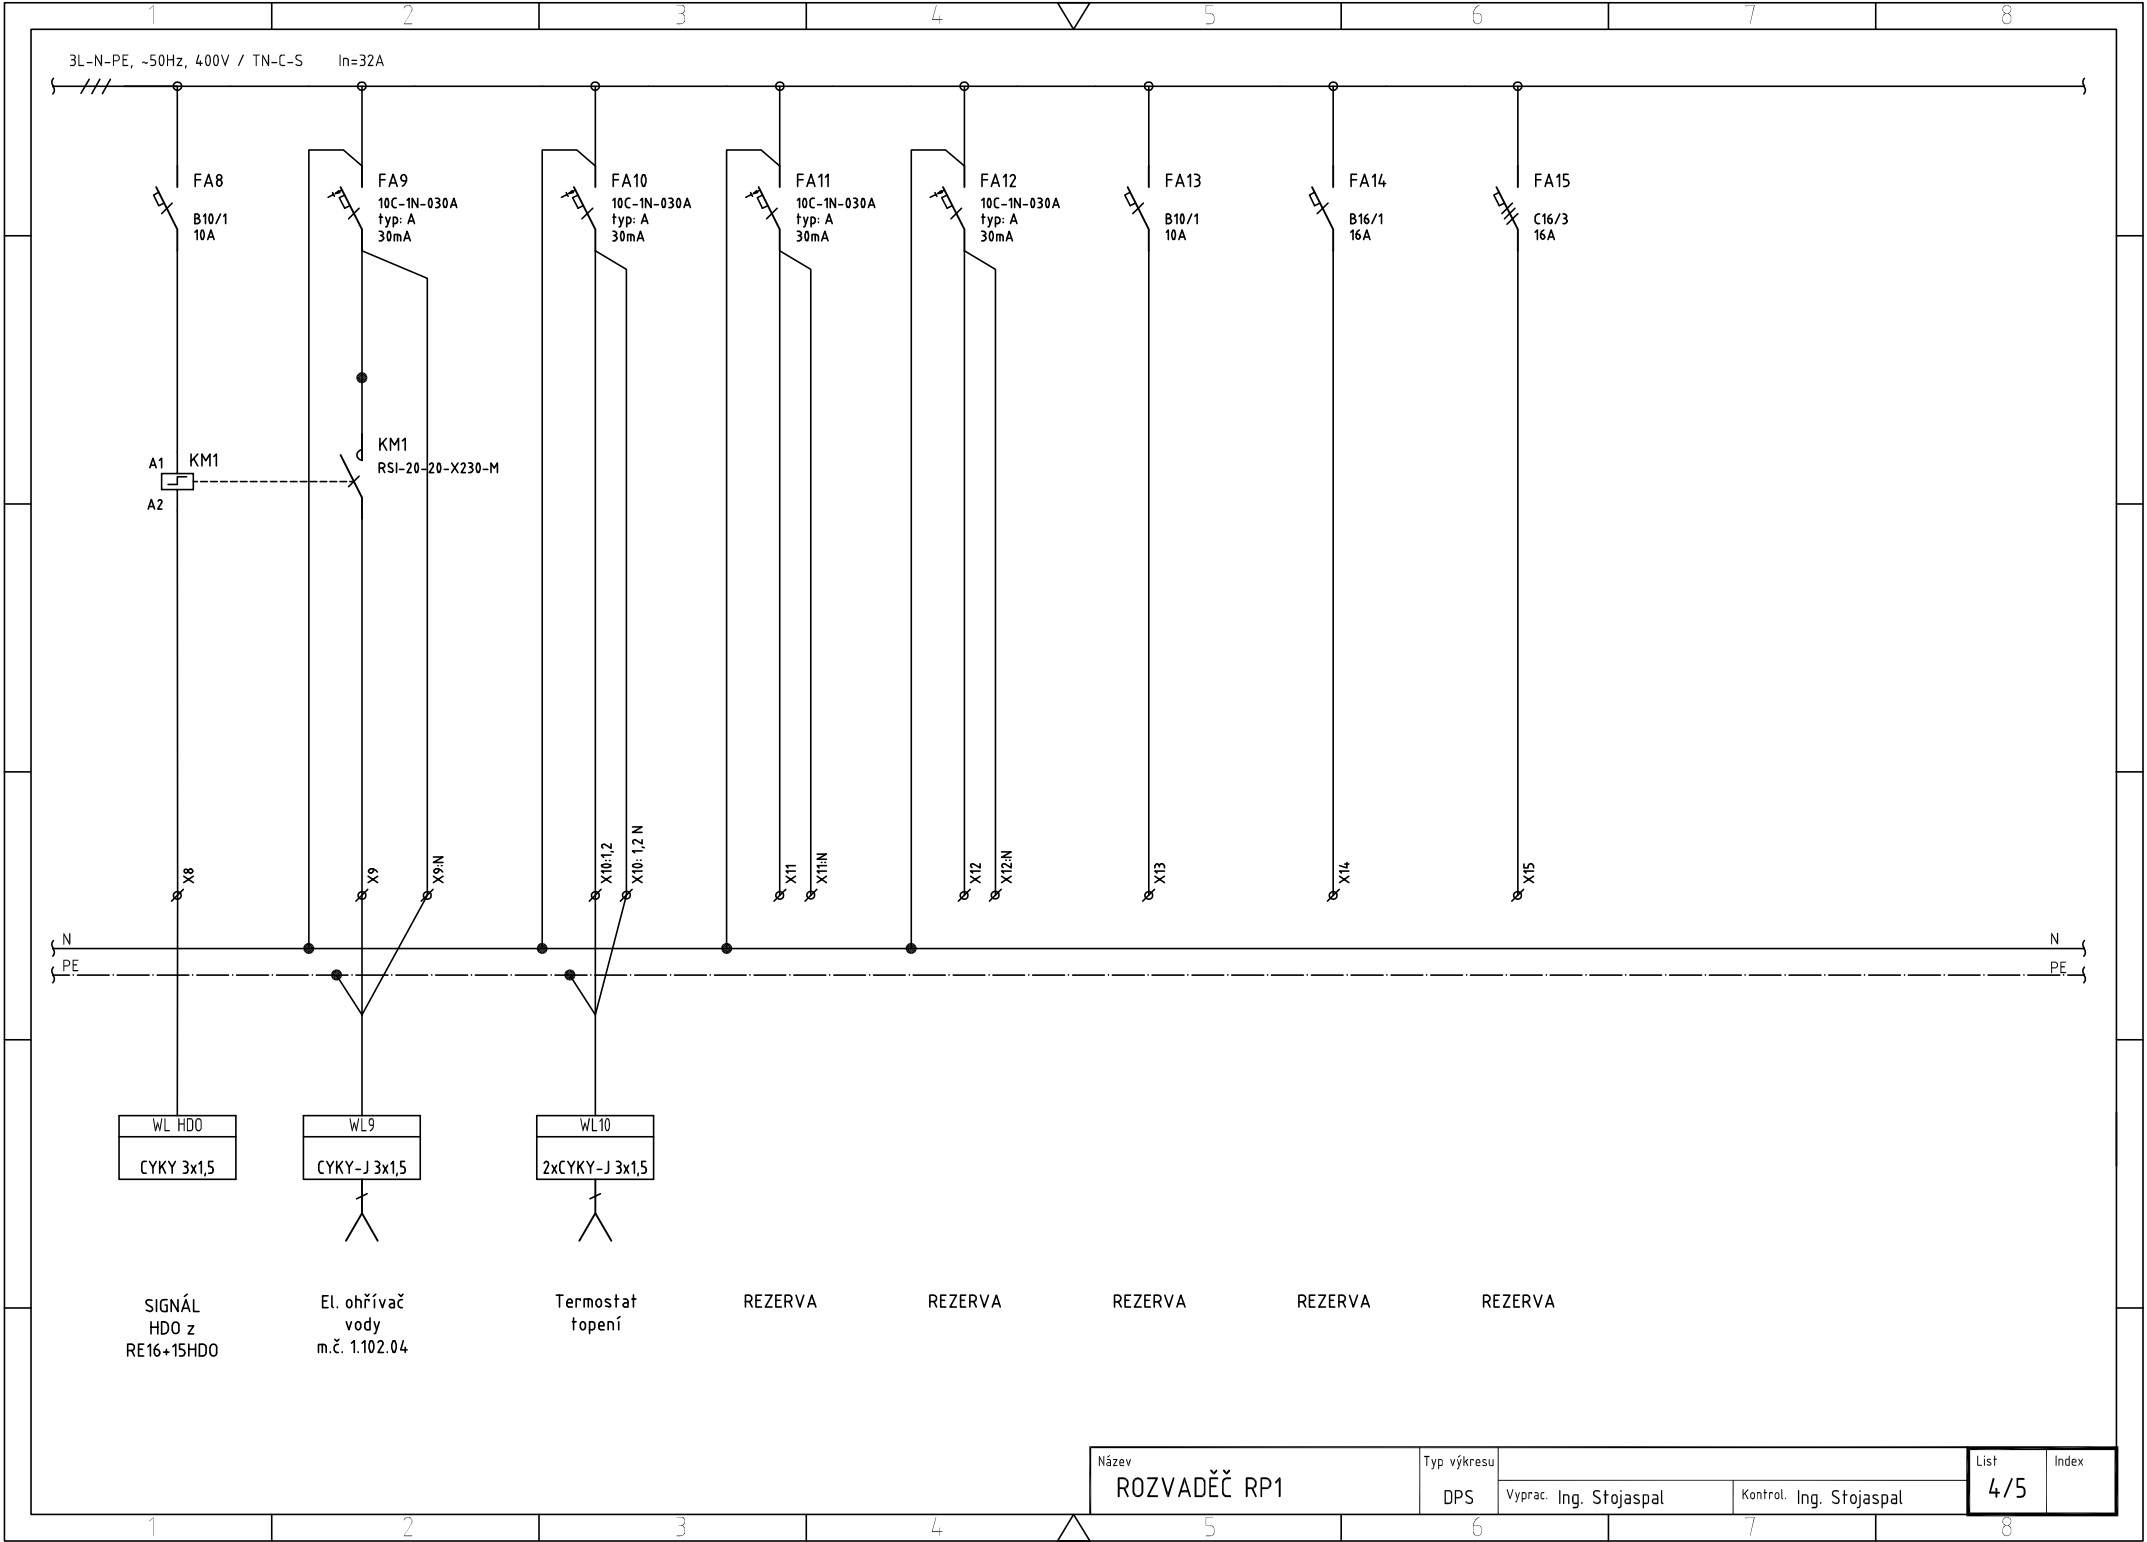 1 2 3 4 5 6 7 8
3L-N-PE, ~50Hz, 400V / TN-C-S In=32A
FA8
B10/1
10A
FA9
10C-1N-030A
typ: A
30mA
FA10
10C-1N-030A
typ: A
30mA
FA11
10C-1N-030A
typ: A
30mA
FA12
10C-1N-030A
typ: A
30mA
FA13
B10/1
10A
FA14
B16/1
16A
FA15
C16/3
16A
A1 KM1
A2
KM1
RSI-20-20-X230-M
X8
X9
X9:N
X10:1,2
X10: 1,2 N
X11
X11:N
X12
X12:N
X13
X14
X15
N N
PE PE
WL HDO
CYKY 3x1,5
WL9
CYKY-J 3x1,5
WL10
2xCYKY-J 3x1,5
SIGNÁL
HDO z
RE16+15HDO
El. ohřívač
vody
m.č. 1.102.04
Termostat
topení
REZERVA
REZERVA
REZERVA
REZERVA
REZERVA
Název
ROZVADĚČ RP1
Typ výkresu
DPS
Vyprac. Ing. Stojaspal
Kontrol. Ing. Stojaspal
List
4/5
Index
1 2 3 4 5 6 7 8